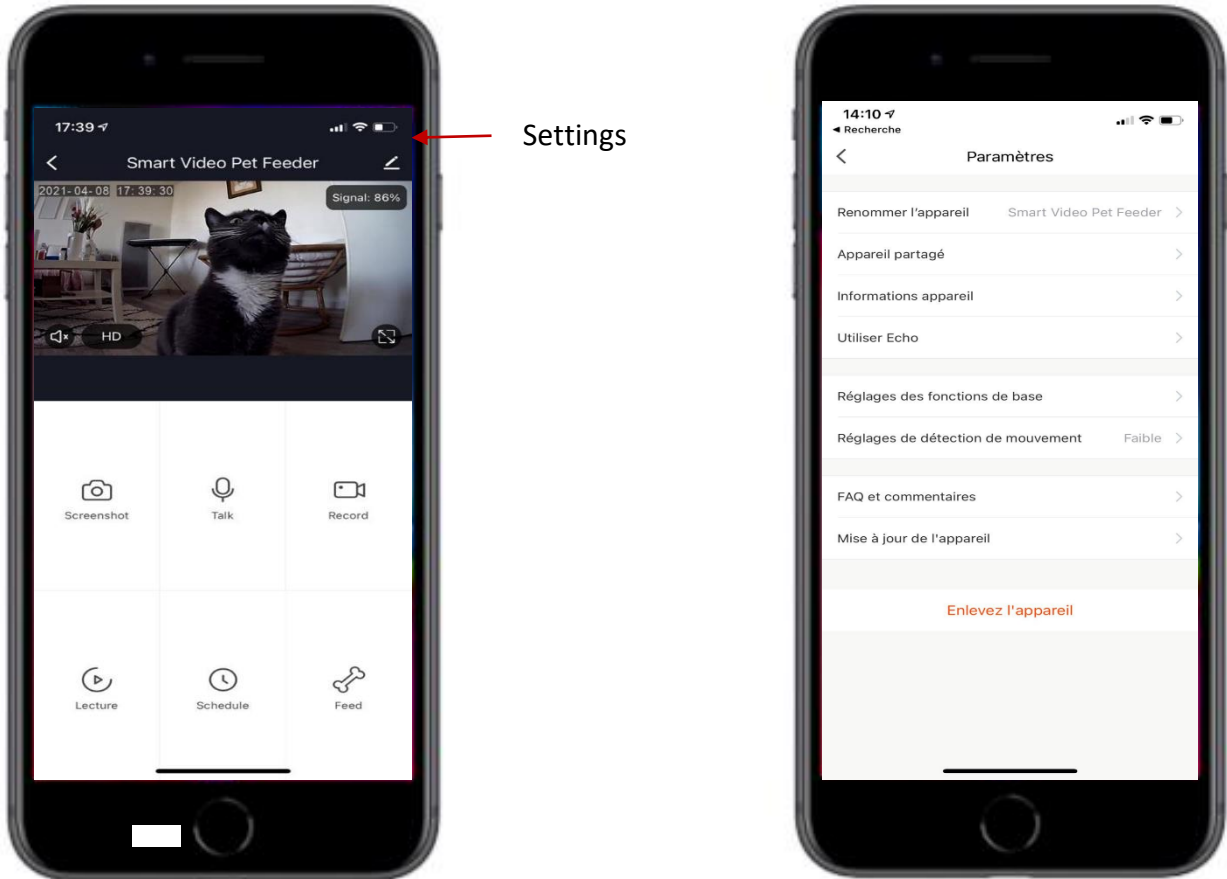 17:39
Smart Video Pet Feeder
2021-04-08 17:39:30
Signal: 86%
HD
Screenshot
Talk
Record
Lecture
Schedule
Feed
Settings
14:10
◄ Recherche
Paramètres
Renommer l'appareil Smart Video Pet Feeder
Appareil partagé
Informations appareil
Utiliser Echo
Réglages des fonctions de base
Réglages de détection de mouvement Faible
FAQ et commentaires
Mise à jour de l'appareil
Enlevez l'appareil